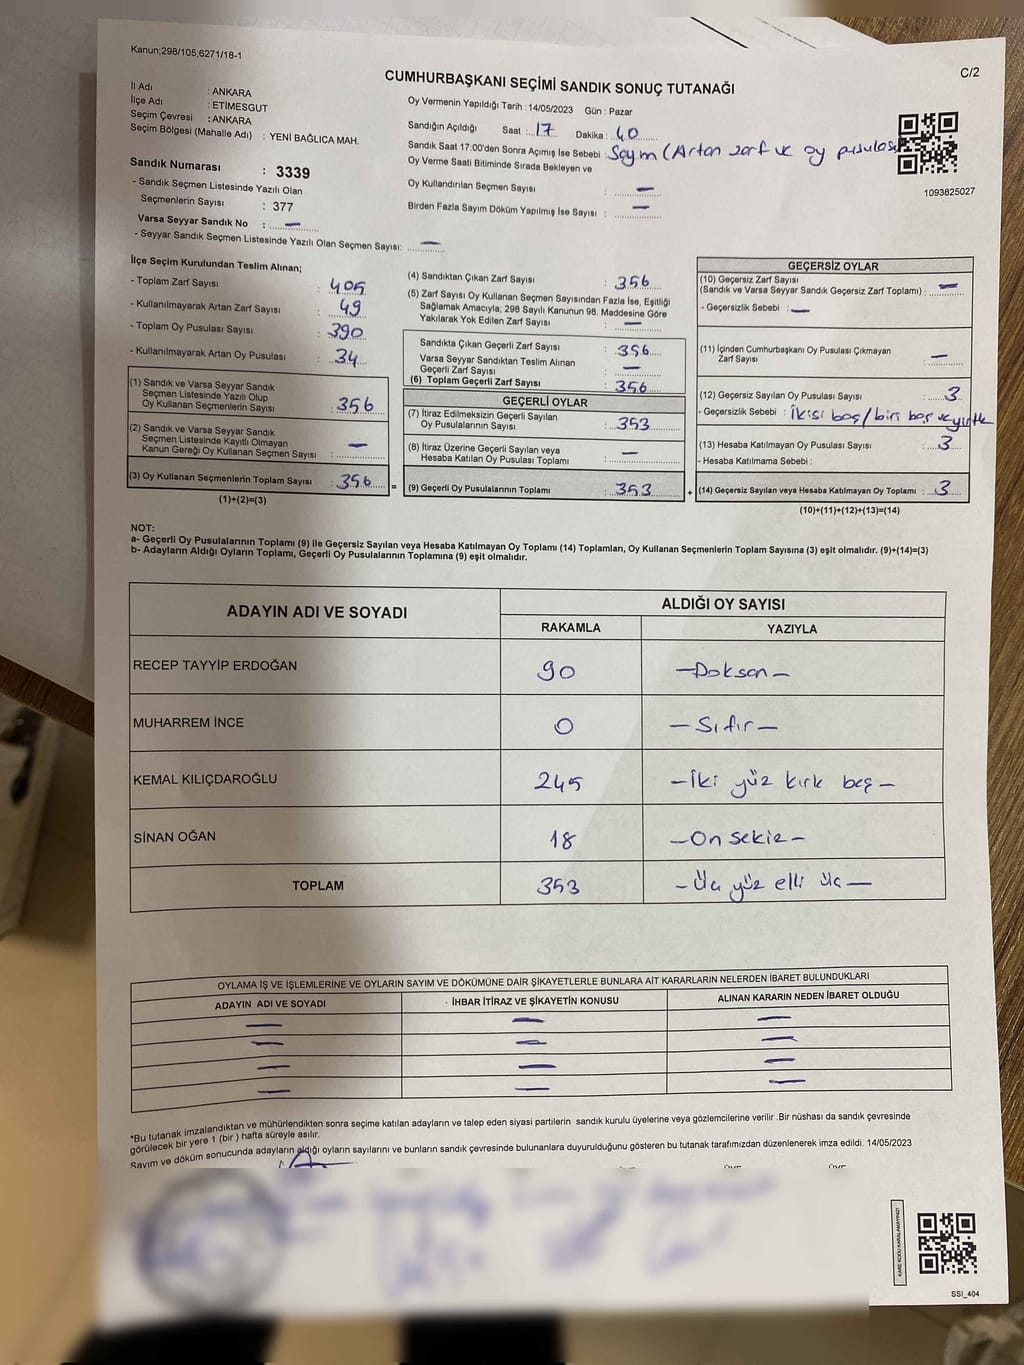 Kanun;298/105,6271/18-1
C/2
CUMHURBAŞKANI SEÇİMİ SANDIK SONUÇ TUTANAĞI
İl Adı : ANKARA
İlçe Adı : ETİMESGUT
Seçim Çevresi : ANKARA
Seçim Bölgesi (Mahalle Adı) : YENİ BAĞLICA MAH.
Sandık Numarası : 3339
- Sandık Seçmen Listesinde Yazılı Olan
Seçmenlerin Sayısı : 377
Varsa Seyyar Sandık No : —
- Seyyar Sandık Seçmen Listesinde Yazılı Olan Seçmen Sayısı: —
Oy Vermenin Yapıldığı Tarih : 14/05/2023 Gün : Pazar
Sandığın Açıldığı Saat : 17 Dakika : 40
Sandık Saat 17:00'den Sonra Açımış İse Sebebi : Sayım (Artan zarf ve oy pusulası
Oy Verme Saati Bitiminde Sırada Bekleyen ve
Oy Kullandırılan Seçmen Sayısı : —
Birden Fazla Sayım Döküm Yapılmış İse Sayısı : —
1093825027
İlçe Seçim Kurulundan Teslim Alınan;
- Toplam Zarf Sayısı : 405
- Kullanılmayarak Artan Zarf Sayısı : 49
- Toplam Oy Pusulası Sayısı : 390
- Kullanılmayarak Artan Oy Pusulası : 34
(1) Sandık ve Varsa Seyyar Sandık
Seçmen Listesinde Yazılı Olup
Oy Kullanan Seçmenlerin Sayısı : 356
(2) Sandık ve Varsa Seyyar Sandık
Seçmen Listesinde Kayıtlı Olmayan
Kanun Gereği Oy Kullanan Seçmen Sayısı : —
(3) Oy Kullanan Seçmenlerin Toplam Sayısı : 356 =
(1)+(2)=(3)
(4) Sandıktan Çıkan Zarf Sayısı : 356
(5) Zarf Sayısı Oy Kullanan Seçmen Sayısından Fazla İse, Eşitliği
Sağlamak Amacıyla; 298 Sayılı Kanunun 98. Maddesine Göre
Yakılarak Yok Edilen Zarf Sayısı : —
Sandıkta Çıkan Geçerli Zarf Sayısı : 356
Varsa Seyyar Sandıktan Teslim Alınan
Geçerli Zarf Sayısı : —
(6) Toplam Geçerli Zarf Sayısı : 356
GEÇERLİ OYLAR
(7) İtiraz Edilmeksizin Geçerli Sayılan
Oy Pusulalarının Sayısı : 353
(8) İtiraz Üzerine Geçerli Sayılan veya
Hesaba Katılan Oy Pusulası Toplamı : —
(9) Geçerli Oy Pusulalarının Toplamı : 353 +
GEÇERSİZ OYLAR
(10) Geçersiz Zarf Sayısı
(Sandık ve Varsa Seyyar Sandık Geçersiz Zarf Toplamı) : —
- Geçersizlik Sebebi : —
(11) İçinden Cumhurbaşkanı Oy Pusulası Çıkmayan
Zarf Sayısı : —
(12) Geçersiz Sayılan Oy Pusulası Sayısı : 3
- Geçersizlik Sebebi : İkisi boş/biri boş ve
(13) Hesaba Katılmayan Oy Pusulası Sayısı : 3
- Hesaba Katılmama Sebebi :
(14) Geçersiz Sayılan veya Hesaba Katılmayan Oy Toplamı : 3
(10)+(11)+(12)+(13)=(14)
NOT:
a- Geçerli Oy Pusulalarının Toplamı (9) ile Geçersiz Sayılan veya Hesaba Katılmayan Oy Toplamı (14) Toplamları, Oy Kullanan Seçmenlerin Toplam Sayısına (3) eşit olmalıdır. (9)+(14)=(3)
b- Adayların Aldığı Oyların Toplamı, Geçerli Oy Pusulalarının Toplamına (9) eşit olmalıdır.
ADAYIN ADI VE SOYADI ALDIĞI OY SAYISI
RAKAMLA YAZIYLA
RECEP TAYYİP ERDOĞAN 90 —Doksan—
MUHARREM İNCE 0 —Sıfır—
KEMAL KILIÇDAROĞLU 245 —İki yüz kırk beş—
SİNAN OĞAN 18 —On sekiz—
TOPLAM 353 —Üç yüz elli üç—
OYLAMA İŞ VE İŞLEMLERİNE VE OYLARIN SAYIM VE DÖKÜMÜNE DAİR ŞİKAYETLERLE BUNLARA AİT KARARLARIN NELERDEN İBARET BULUNDUKLARI
ADAYIN ADI VE SOYADI İHBAR İTİRAZ VE ŞİKAYETİN KONUSU ALINAN KARARIN NEDEN İBARET OLDUĞU
— — —
— — —
— — —
— — —
*Bu tutanak imzalandıktan ve mühürlendikten sonra seçime katılan adayların ve talep eden siyasi partilerin sandık kurulu üyelerine veya gözlemcilerine verilir .Bir nüshası da sandık çevresinde
görülecek bir yere 1 (bir ) hafta süreyle asılır.
Sayım ve döküm sonucunda adayların aldığı oyların sayılarını ve bunların sandık çevresinde bulunanlara duyurulduğunu gösteren bu tutanak tarafımızdan düzenlenerek imza edildi. 14/05/2023
KARE KODU KARALAMAYINIZ!
SSİ_404